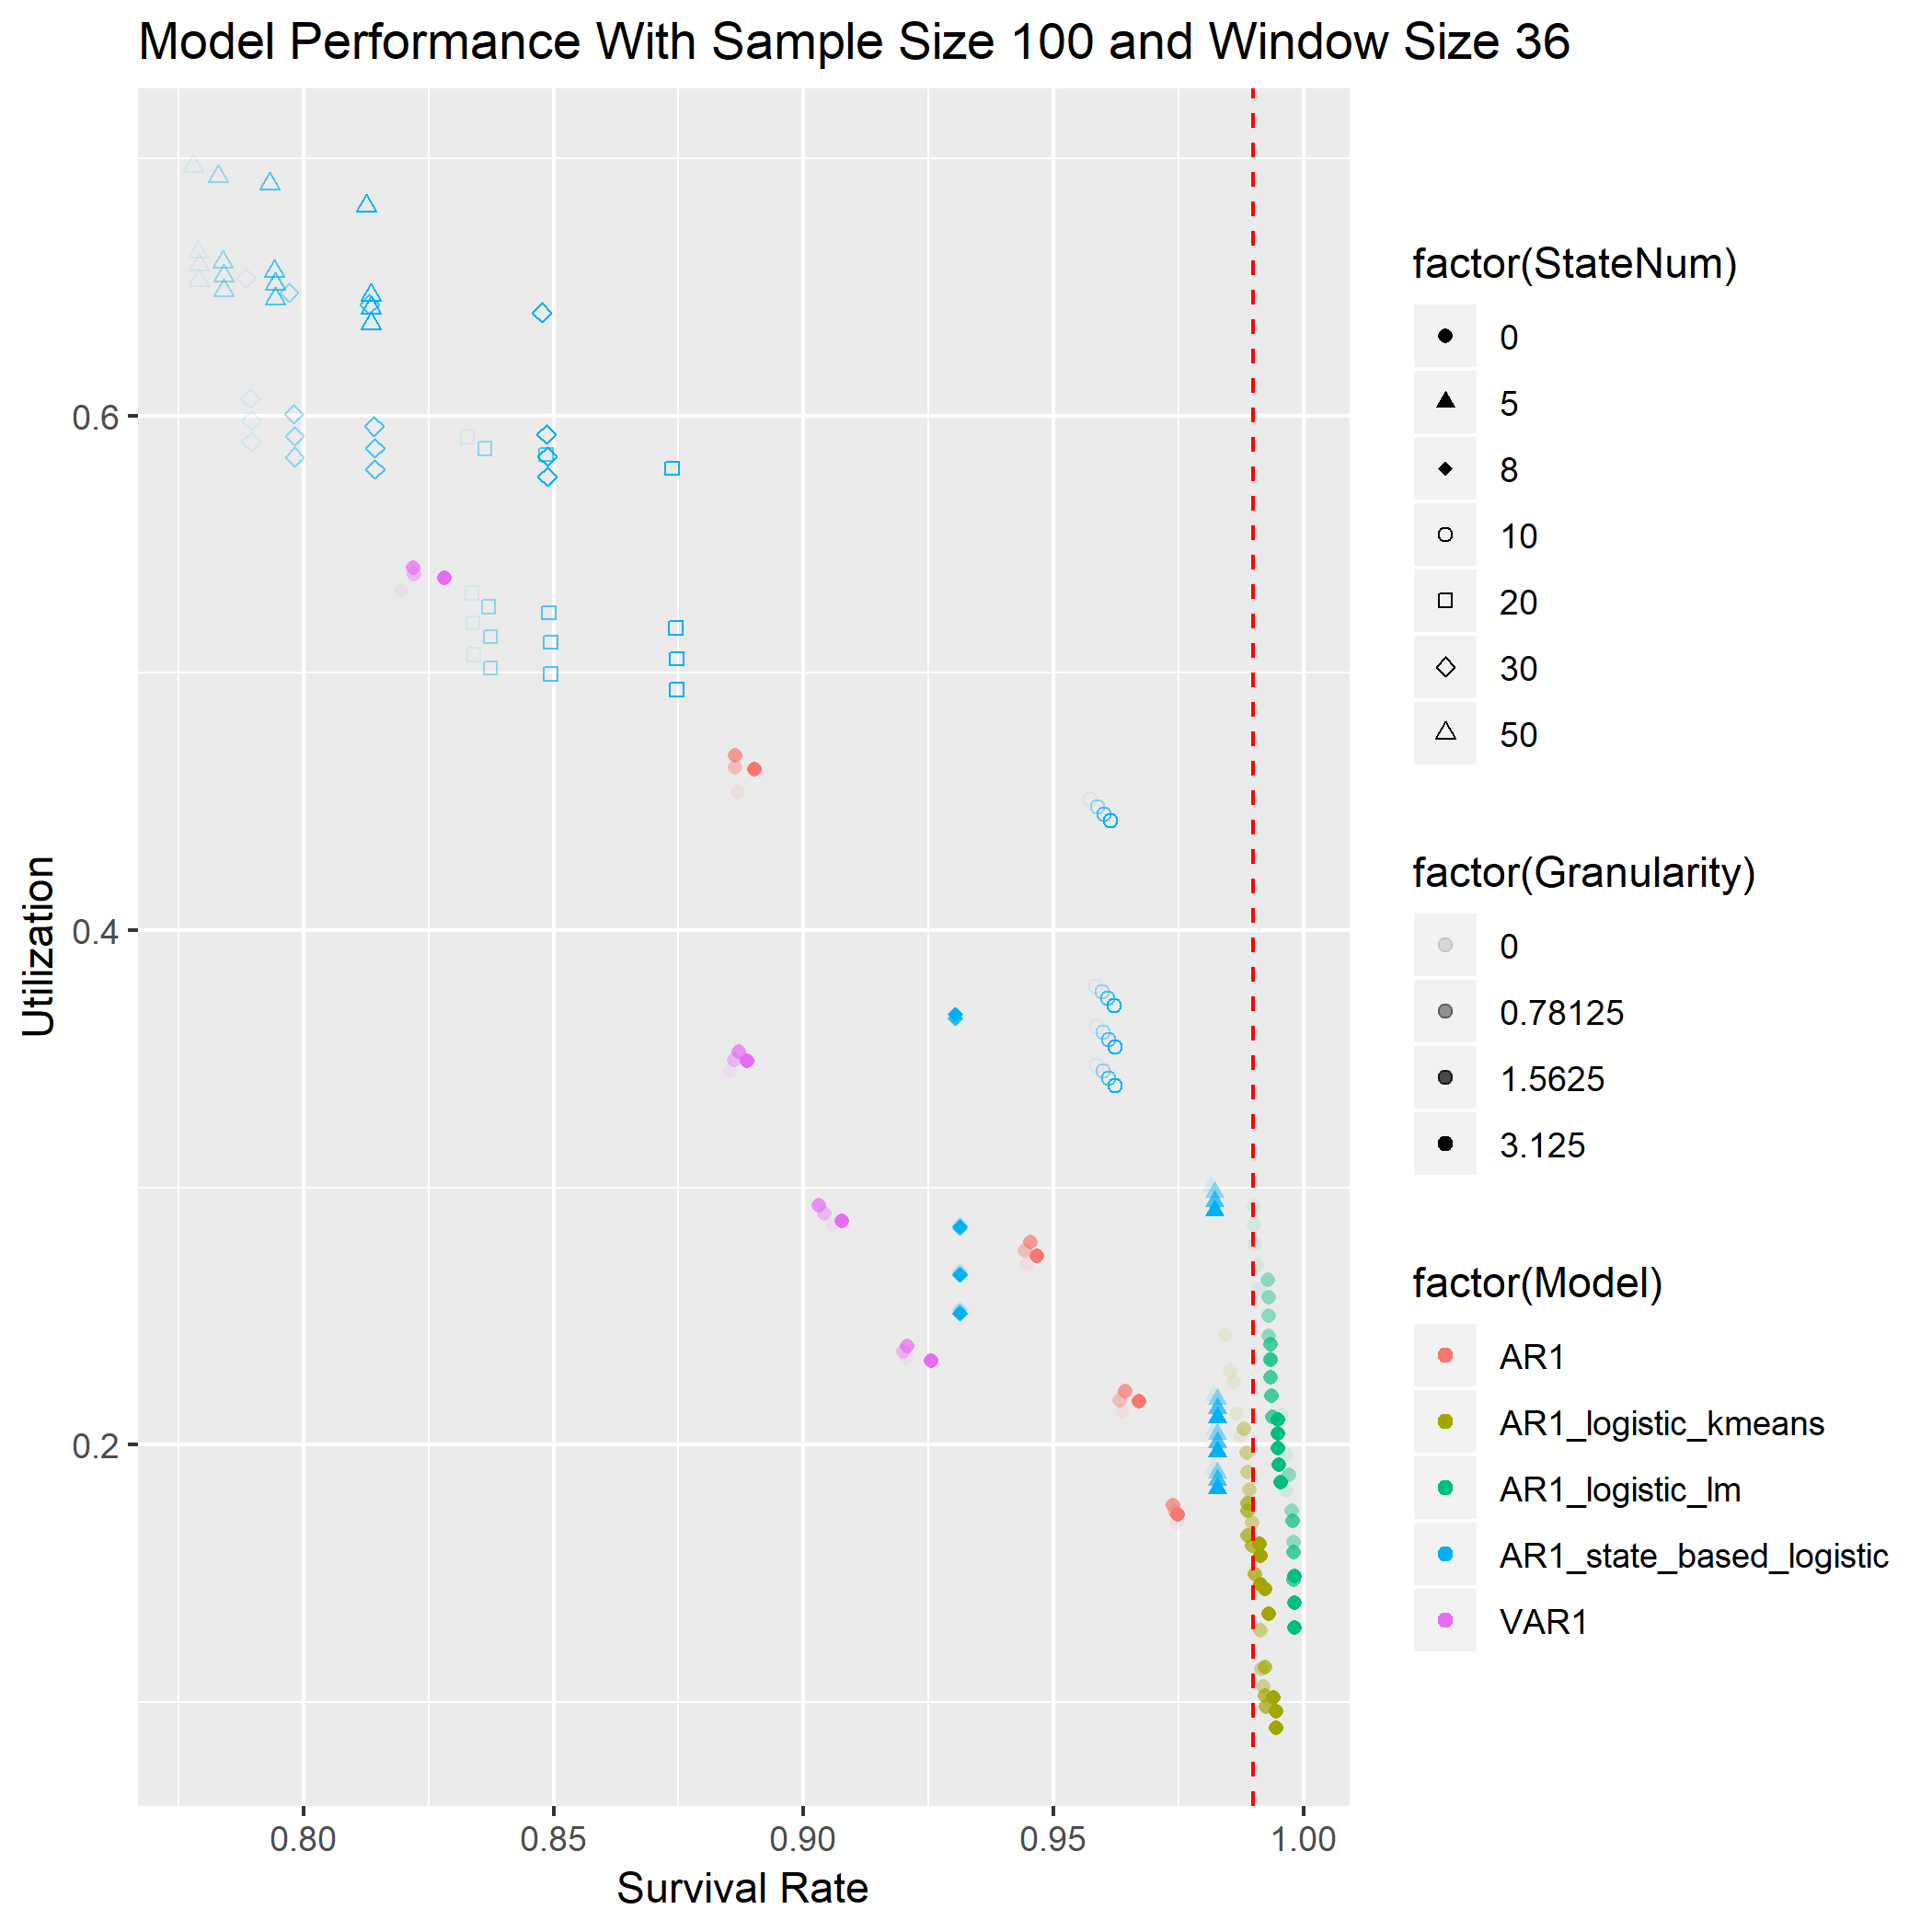 Model Performance With Sample Size 100 and Window Size 36
Utilization
0.6
0.4
0.2
0.80
0.85
0.90
0.95
1.00
Survival Rate
factor(StateNum)
0
5
8
10
20
30
50
factor(Granularity)
0
0.78125
1.5625
3.125
factor(Model)
AR1
AR1_logistic_kmeans
AR1_logistic_lm
AR1_state_based_logistic
VAR1